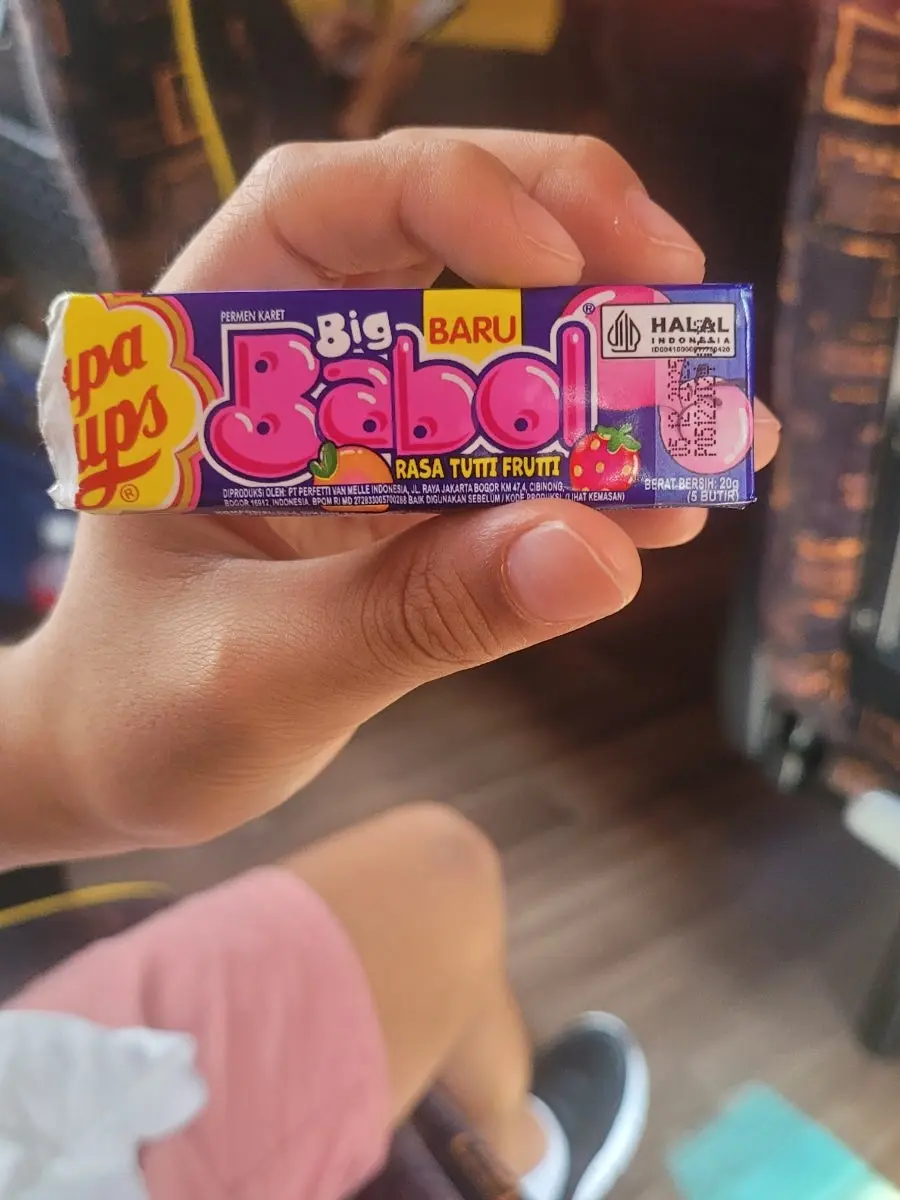 upa
ups
®
PERMEN KARET
Big
BARU
Babol
®
HALAL
INDONESIA
RASA TUTTI FRUTTI
DIPRODUKSI OLEH: PT PERFETTI VAN MELLE INDONESIA, JL. RAYA JAKARTA BOGOR KM 47,4, CIBINONG,
BOGOR 16912, INDONESIA BPOM RI MD 272833005700288 BAIK DIGUNAKAN SEBELUM / KODE PRODUKSI: (LIHAT KEMASAN)
BERAT BERSIH: 20g
(5 BUTIR)